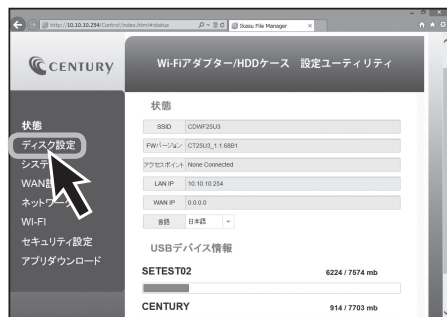 http://10.10.10.254/Control/index.html#status
Ikasu File Manager
CENTURY
Wi-Fiアダプター/HDDケース 設定ユーティリティ
状態
ディスク設定
システ
WAN設
ネットワーク
WI-FI
セキュリティ設定
アプリダウンロード
状態
SSID CDWF25U3
FWバージョン CT25U3_1.1.68B1
アクセスポイント None Connected
LAN IP 10.10.10.254
WAN IP 0.0.0.0
言語 日本語
USBデバイス情報
SETEST02 6224 / 7574 mb
CENTURY 914 / 7703 mb